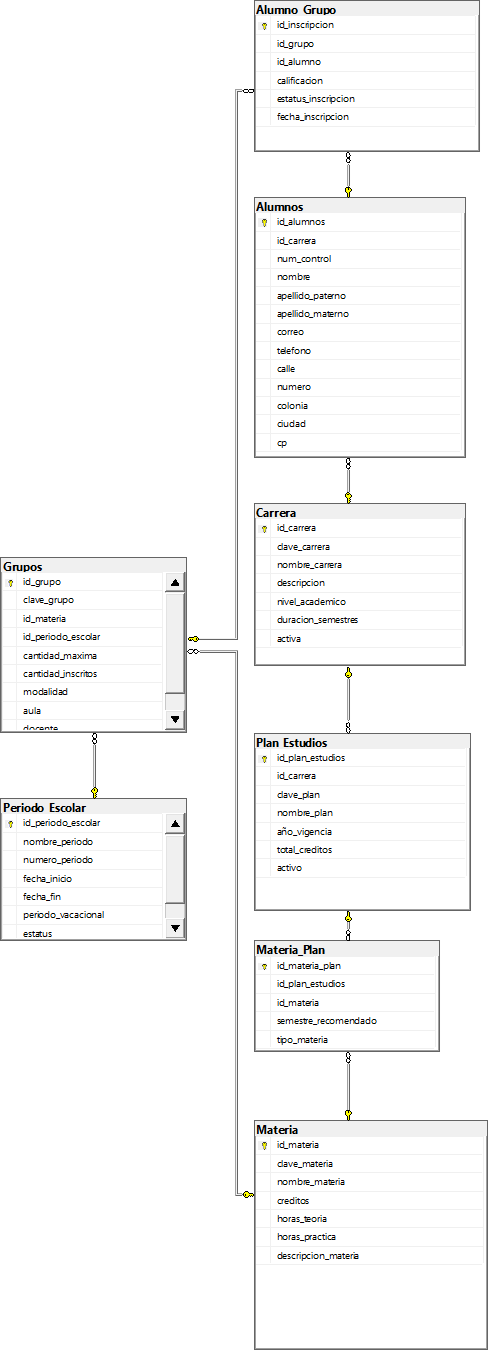 Alumno_Grupo
id_inscripcion
id_grupo
id_alumno
calificacion
estatus_inscripcion
fecha_inscripcion
Alumnos
id_alumnos
id_carrera
num_control
nombre
apellido_paterno
apellido_materno
correo
telefono
calle
numero
colonia
ciudad
cp
Carrera
id_carrera
clave_carrera
nombre_carrera
descripcion
nivel_academico
duracion_semestres
activa
Grupos
id_grupo
clave_grupo
id_materia
id_periodo_escolar
cantidad_maxima
cantidad_inscritos
modalidad
aula
docente
Periodo_Escolar
id_periodo_escolar
nombre_periodo
numero_periodo
fecha_inicio
fecha_fin
periodo_vacacional
estatus
Plan_Estudios
id_plan_estudios
id_carrera
clave_plan
nombre_plan
año_vigencia
total_creditos
activo
Materia_Plan
id_materia_plan
id_plan_estudios
id_materia
semestre_recomendado
tipo_materia
Materia
id_materia
clave_materia
nombre_materia
creditos
horas_teoria
horas_practica
descripcion_materia